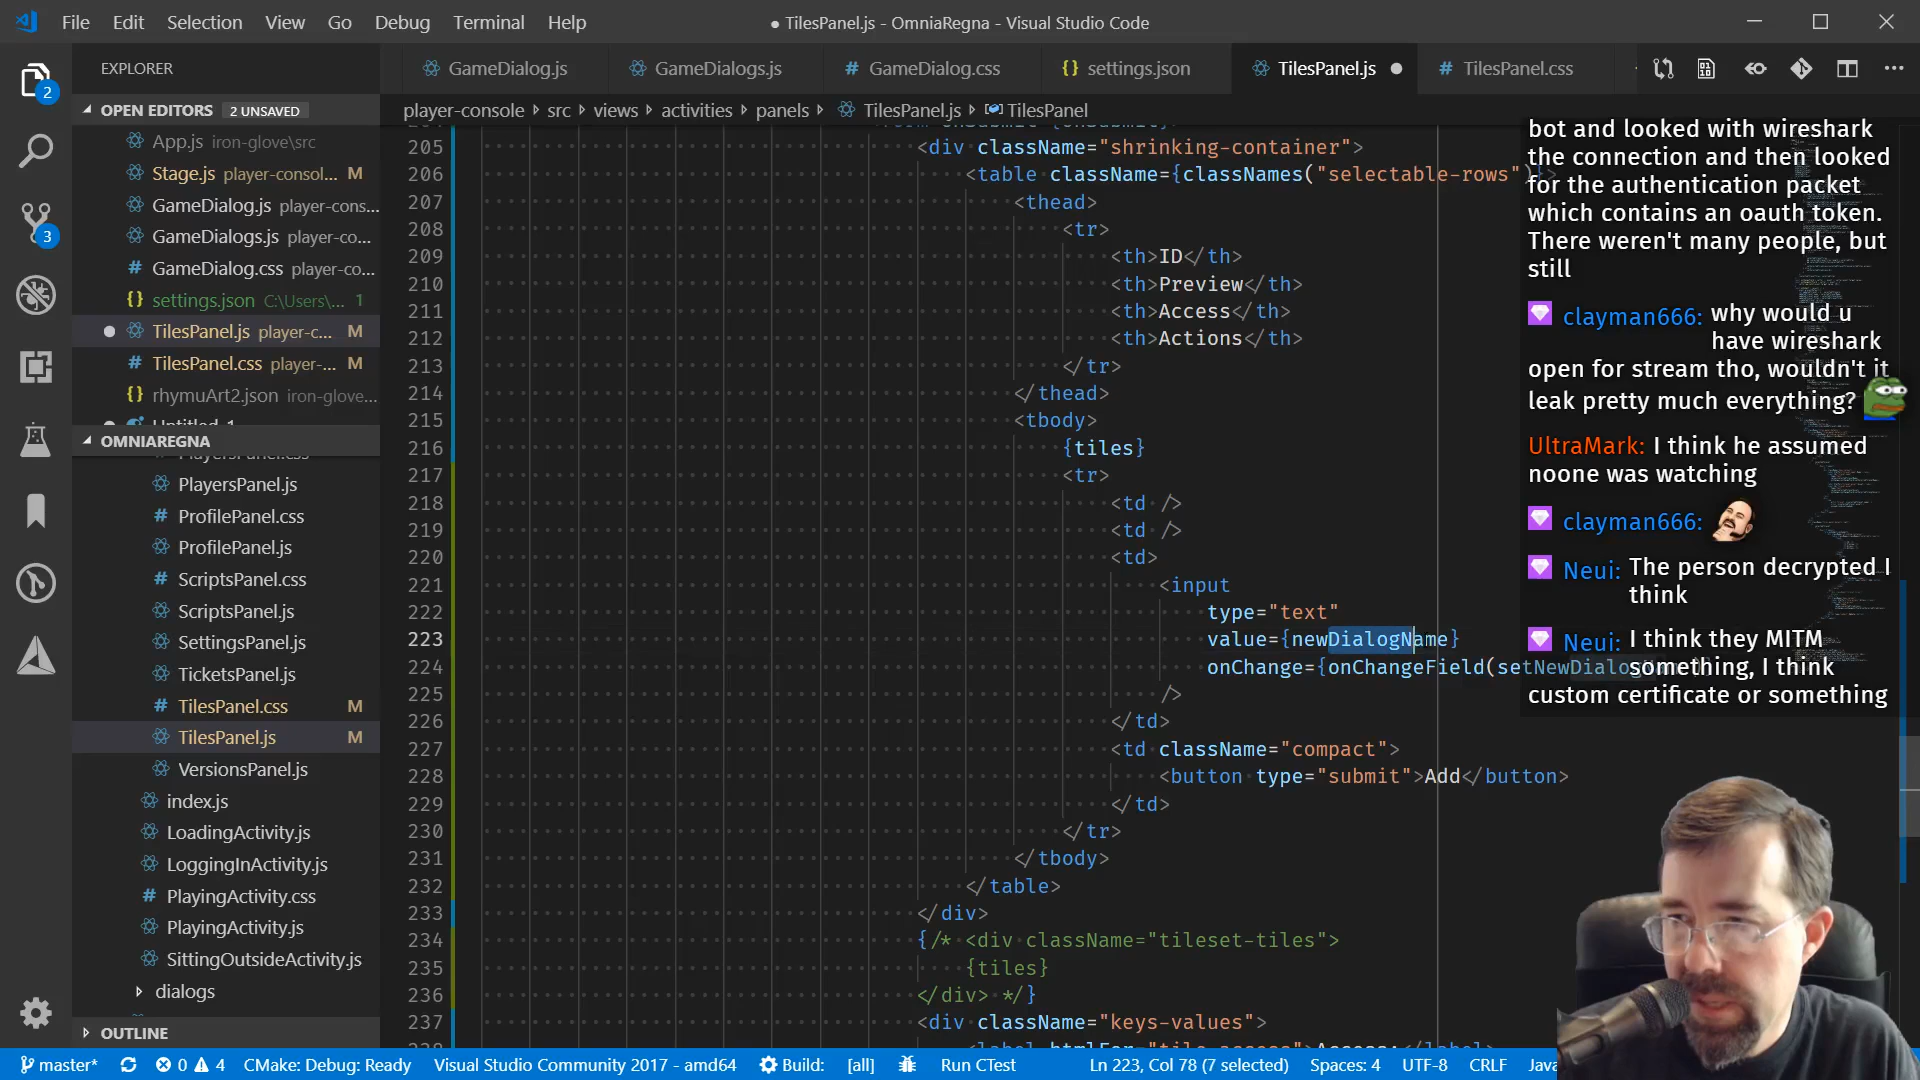 File Edit Selection View Go Debug Terminal Help
● TilesPanel.js - OmniaRegna - Visual Studio Code
EXPLORER
GameDialog.js
GameDialogs.js
# GameDialog.css
{} settings.json
TilesPanel.js ●
# TilesPanel.css
OPEN EDITORS 2 UNSAVED
player-console › src › views › activities › panels › TilesPanel.js › TilesPanel
App.js iron-glove\src
Stage.js player-consol... M
GameDialog.js player-cons...
GameDialogs.js player-co...
# GameDialog.css player-co...
{} settings.json C:\Users\... 1
● TilesPanel.js player-c... M
# TilesPanel.css player-... M
{} rhymuArt2.json iron-glove...
OMNIAREGNA
PlayersPanel.js
# ProfilePanel.css
ProfilePanel.js
# ScriptsPanel.css
ScriptsPanel.js
SettingsPanel.js
TicketsPanel.js
# TilesPanel.css M
TilesPanel.js M
VersionsPanel.js
index.js
LoadingActivity.js
LoggingInActivity.js
# PlayingActivity.css
PlayingActivity.js
SittingOutsideActivity.js
dialogs
OUTLINE
2
3
205 <div className="shrinking-container">
206 <table className={classNames("selectable-rows")}>
207 <thead>
208 <tr>
209 <th>ID</th>
210 <th>Preview</th>
211 <th>Access</th>
212 <th>Actions</th>
213 </tr>
214 </thead>
215 <tbody>
216 {tiles}
217 <tr>
218 <td />
219 <td />
220 <td>
221 <input
222 type="text"
223 value={newDialogName}
224 onChange={onChangeField(setNewDialog
225 />
226 </td>
227 <td className="compact">
228 <button type="submit">Add</button>
229 </td>
230 </tr>
231 </tbody>
232 </table>
233 </div>
234 {/* <div className="tileset-tiles">
235 {tiles}
236 </div> */}
237 <div className="keys-values">
bot and looked with wireshark
the connection and then looked
for the authentication packet
which contains an oauth token.
There weren't many people, but
still
clayman666: why would u
have wireshark
open for stream tho, wouldn't it
leak pretty much everything?
UltraMark: I think he assumed
noone was watching
clayman666:
Neui: The person decrypted I
think
Neui: I think they MITM
something, I think
custom certificate or something
master* 0 4 CMake: Debug: Ready Visual Studio Community 2017 - amd64 Build: [all] Run CTest Ln 223, Col 78 (7 selected) Spaces: 4 UTF-8 CRLF